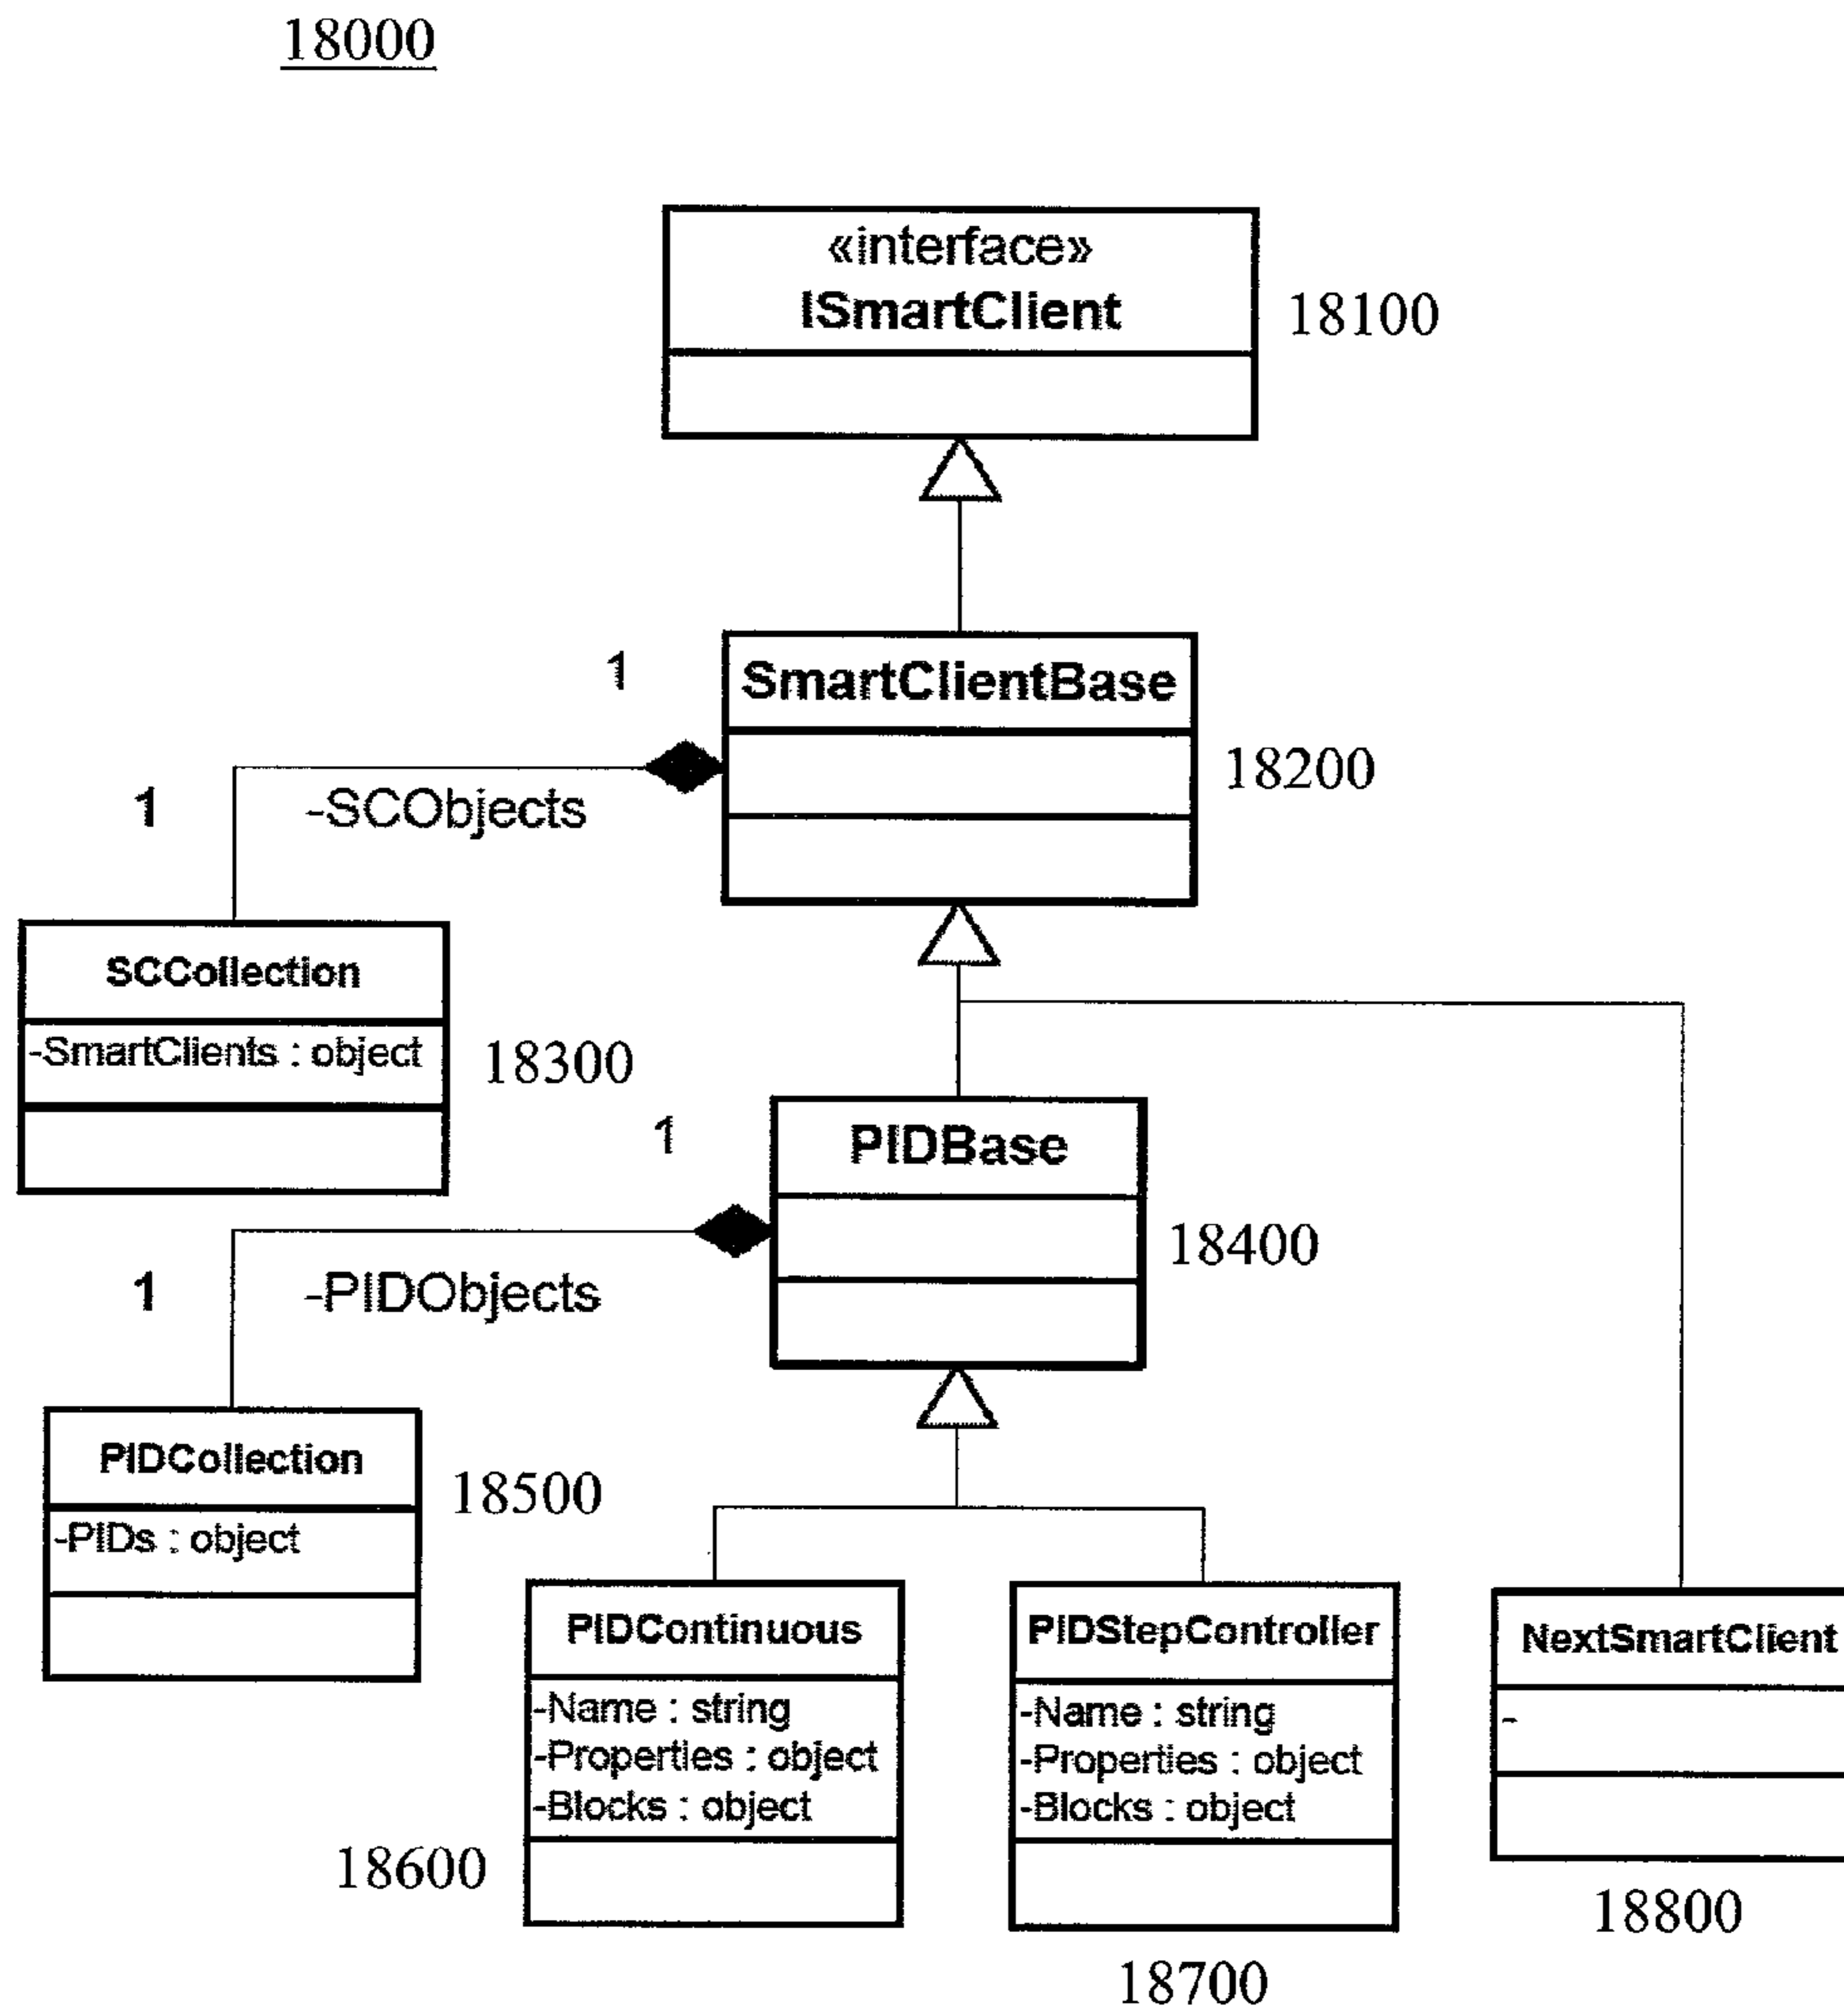 18000
«interface»
ISmartClient
18100
1
SmartClientBase
18200
1
-SCObjects
SCCollection
-SmartClients : object
18300
1
PIDBase
18400
1
-PIDObjects
PIDCollection
-PIDs : object
18500
PIDContinuous
-Name : string
-Properties : object
-Blocks : object
18600
PIDStepController
-Name : string
-Properties : object
-Blocks : object
18700
NextSmartClient
-
18800